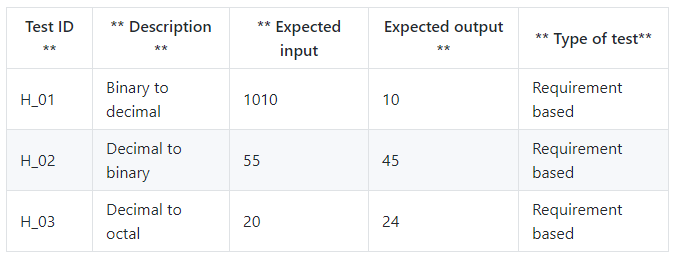 Test ID ** ** Description ** ** Expected input Expected output ** ** Type of test**
H_01 Binary to decimal 1010 10 Requirement based
H_02 Decimal to binary 55 45 Requirement based
H_03 Decimal to octal 20 24 Requirement based